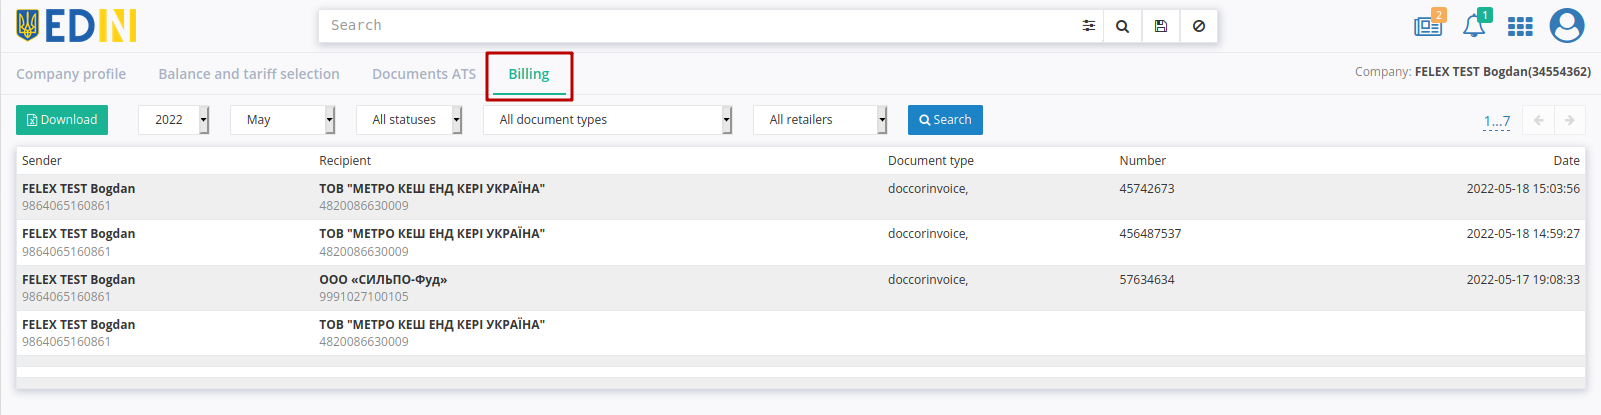 EDIN
Search
2
1
Company profile Balance and tariff selection Documents ATS Billing Company: FELEX TEST Bogdan(34554362)
Download 2022 May All statuses All document types All retailers Search 1...7
Sender Recipient Document type Number Date
FELEX TEST Bogdan ТОВ "МЕТРО КЕШ ЕНД КЕРІ УКРАЇНА" doccorinvoice, 45742673 2022-05-18 15:03:56
9864065160861 4820086630009
FELEX TEST Bogdan ТОВ "МЕТРО КЕШ ЕНД КЕРІ УКРАЇНА" doccorinvoice, 456487537 2022-05-18 14:59:27
9864065160861 4820086630009
FELEX TEST Bogdan ООО «СИЛЬПО-Фуд» doccorinvoice, 57634634 2022-05-17 19:08:33
9864065160861 9991027100105
FELEX TEST Bogdan ТОВ "МЕТРО КЕШ ЕНД КЕРІ УКРАЇНА"
9864065160861 4820086630009